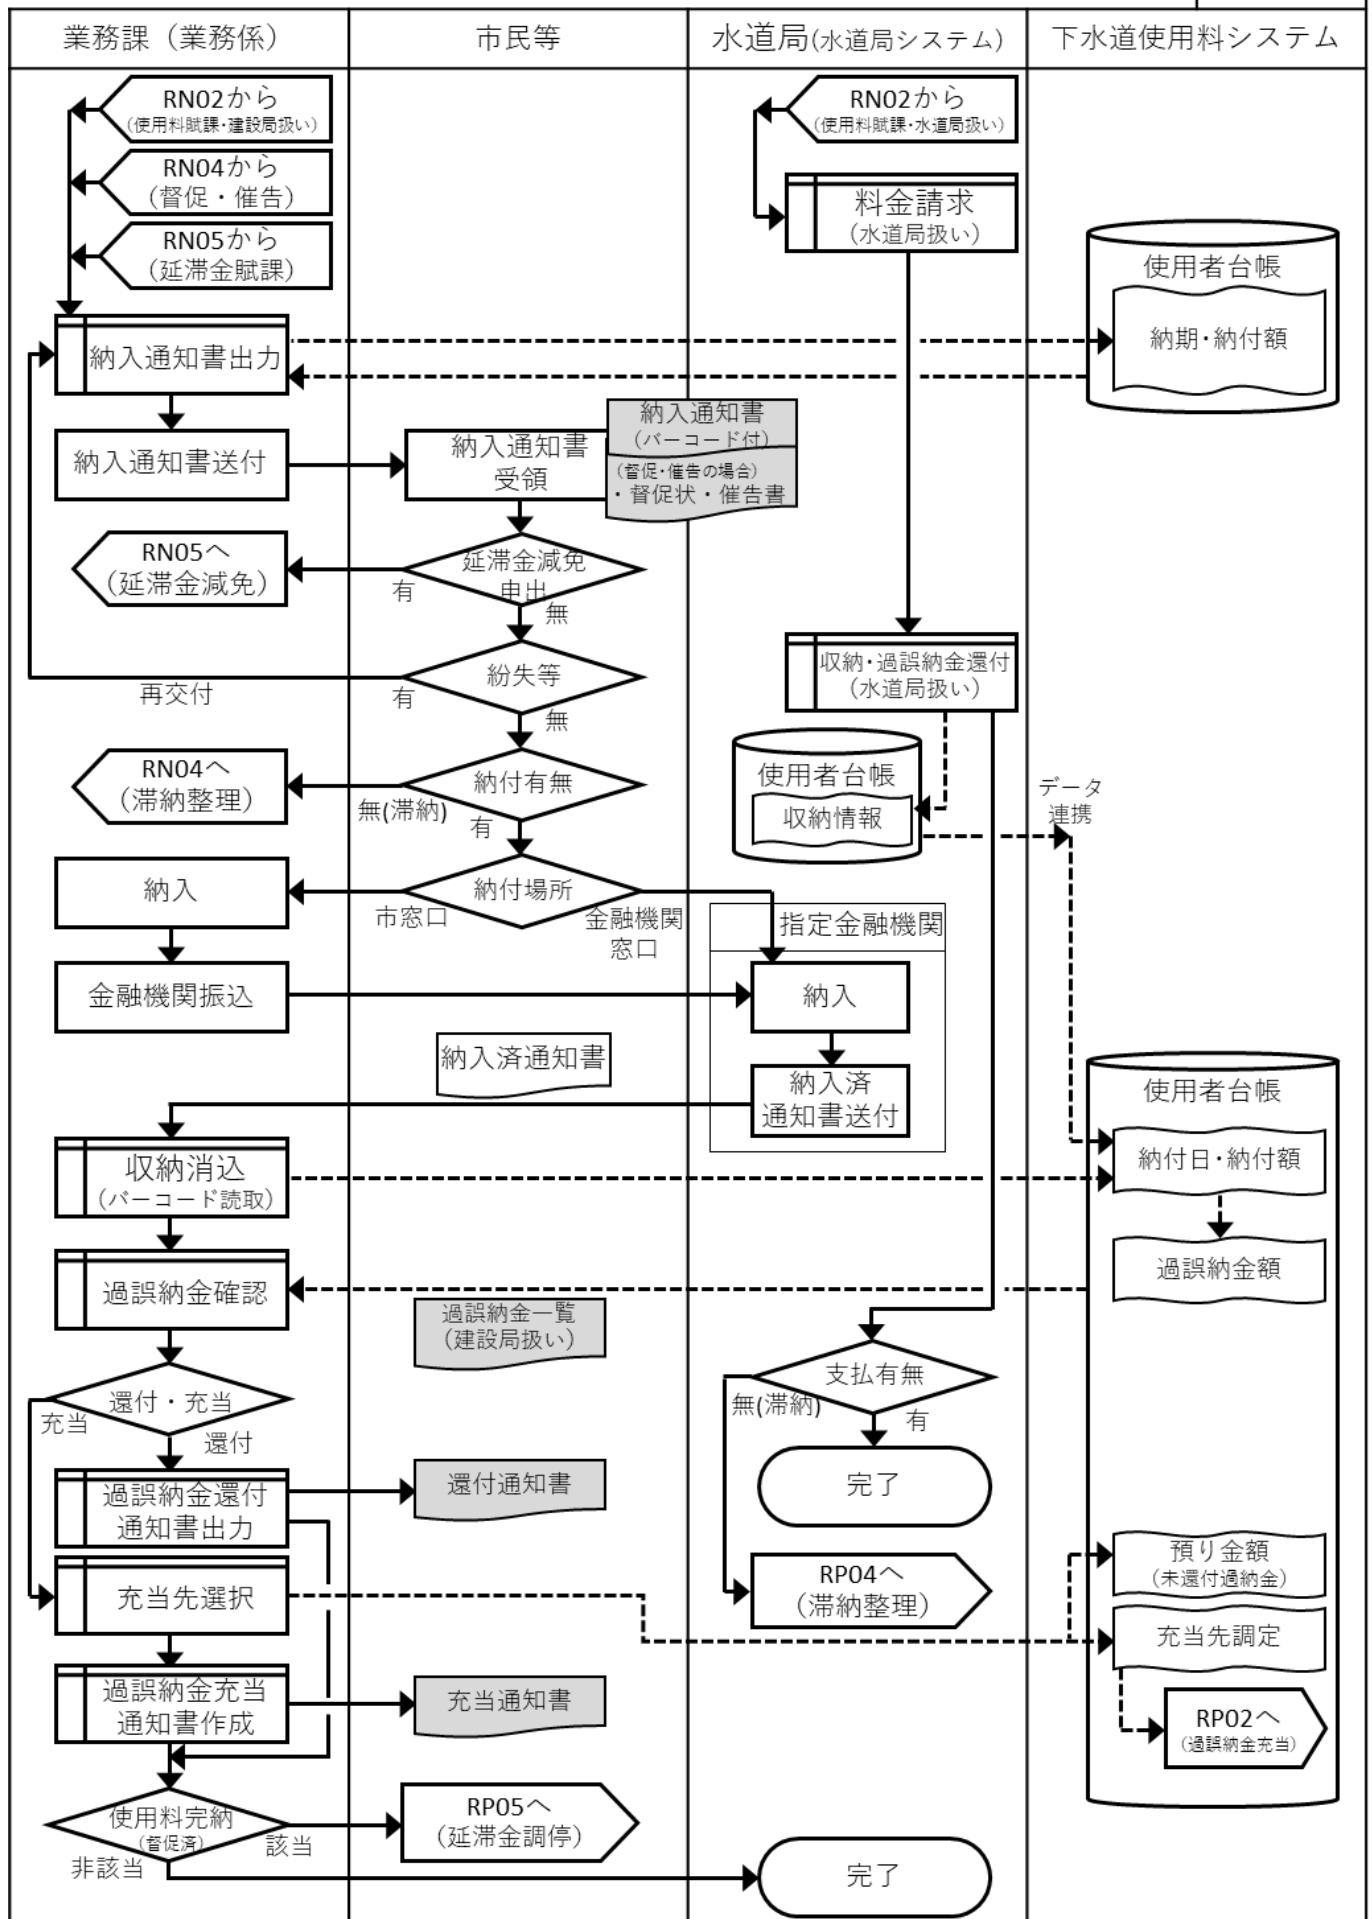 業務課（業務係）
市民等
水道局(水道局システム)
下水道使用料システム
RN02から
（使用料賦課・建設局扱い）
RN04から
（督促・催告）
RN05から
（延滞金賦課）
RN02から
（使用料賦課・水道局扱い）
料金請求
（水道局扱い）
使用者台帳
納期・納付額
納入通知書出力
納入通知書送付
納入通知書
受領
納入通知書
（バーコード付）
（督促・催告の場合）
・督促状・催告書
RN05へ
（延滞金減免）
延滞金減免
申出
有
無
紛失等
再交付
有
無
収納・過誤納金還付
（水道局扱い）
RN04へ
（滞納整理）
納付有無
無(滞納)
有
使用者台帳
収納情報
データ
連携
納入
納付場所
市窓口
金融機関
窓口
指定金融機関
金融機関振込
納入
納入済通知書
納入済
通知書送付
使用者台帳
納付日・納付額
収納消込
（バーコード読取）
過誤納金額
過誤納金確認
過誤納金一覧
（建設局扱い）
支払有無
無(滞納)
有
還付・充当
充当
還付
完了
過誤納金還付
通知書出力
還付通知書
預り金額
（未還付過納金）
RP04へ
（滞納整理）
充当先選択
充当先調定
過誤納金充当
通知書作成
充当通知書
RP02へ
（過誤納金充当）
使用料完納
（督促済）
該当
非該当
RP05へ
（延滞金調停）
完了